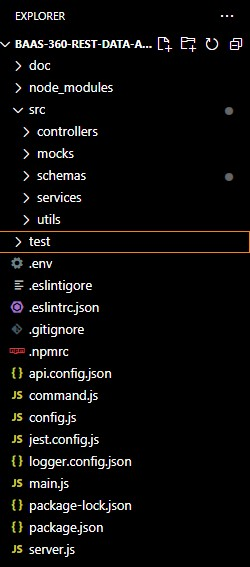 EXPLORER
BAAS-360-REST-DATA-A...
doc
node_modules
src
controllers
mocks
schemas
services
utils
test
.env
.eslintigore
.eslintrc.json
.gitignore
.npmrc
api.config.json
command.js
config.js
jest.config.js
logger.config.json
main.js
package-lock.json
package.json
server.js